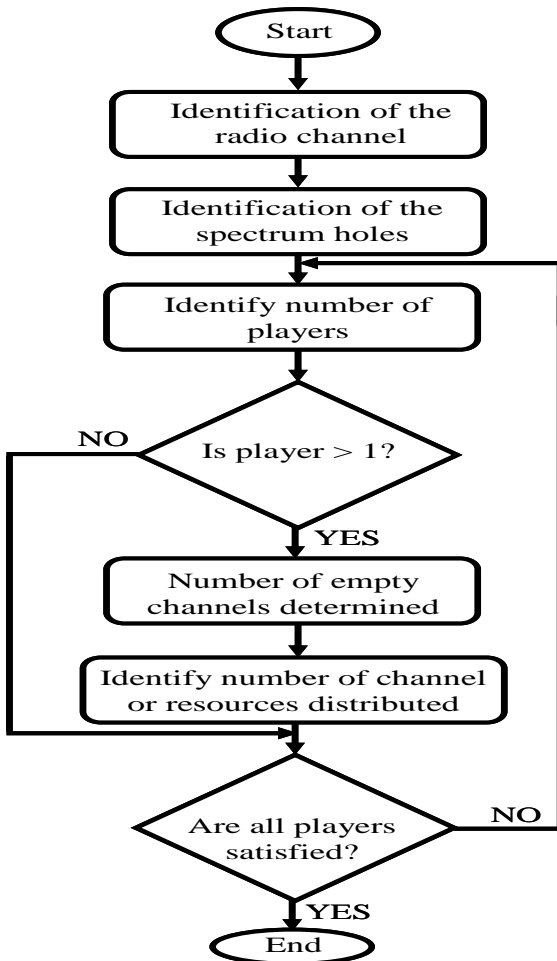 Start
Identification of the
radio channel
Identification of the
spectrum holes
Identify number of
players
NO
Is player > 1?
YES
Number of empty
channels determined
Identify number of channel
or resources distributed
Are all players
satisfied?
NO
YES
End